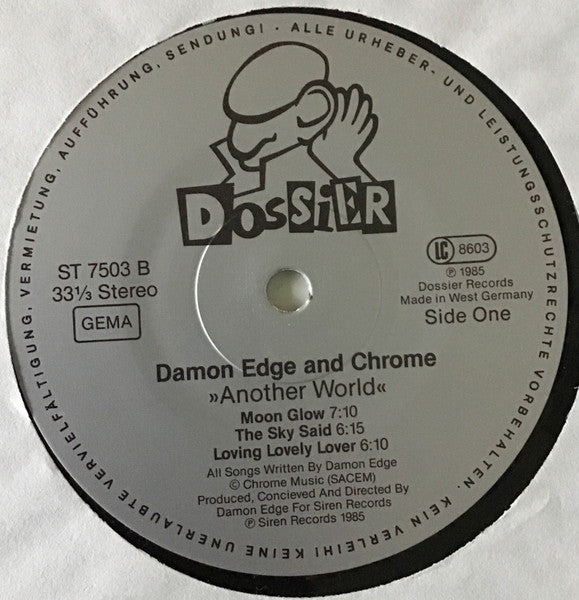 ALLE URHEBER- UND LEISTUNGSSCHUTZRECHTE VORBEHALTEN. KEIN VERLEIH! KEINE UNERLAUBTE VERVIELFÄLTIGUNG, VERMIETUNG, AUFFÜHRUNG, SENDUNG! ·
DOSSiER
ST 7503 B
33⅓ Stereo
GEMA
LC 8603
℗ 1985
Dossier Records
Made in West Germany
Side One
Damon Edge and Chrome
»Another World«
Moon Glow 7:10
The Sky Said 6:15
Loving Lovely Lover 6:10
All Songs Written By Damon Edge
© Chrome Music (SACEM)
Produced, Concieved And Directed By
Damon Edge For Siren Records
℗ Siren Records 1985